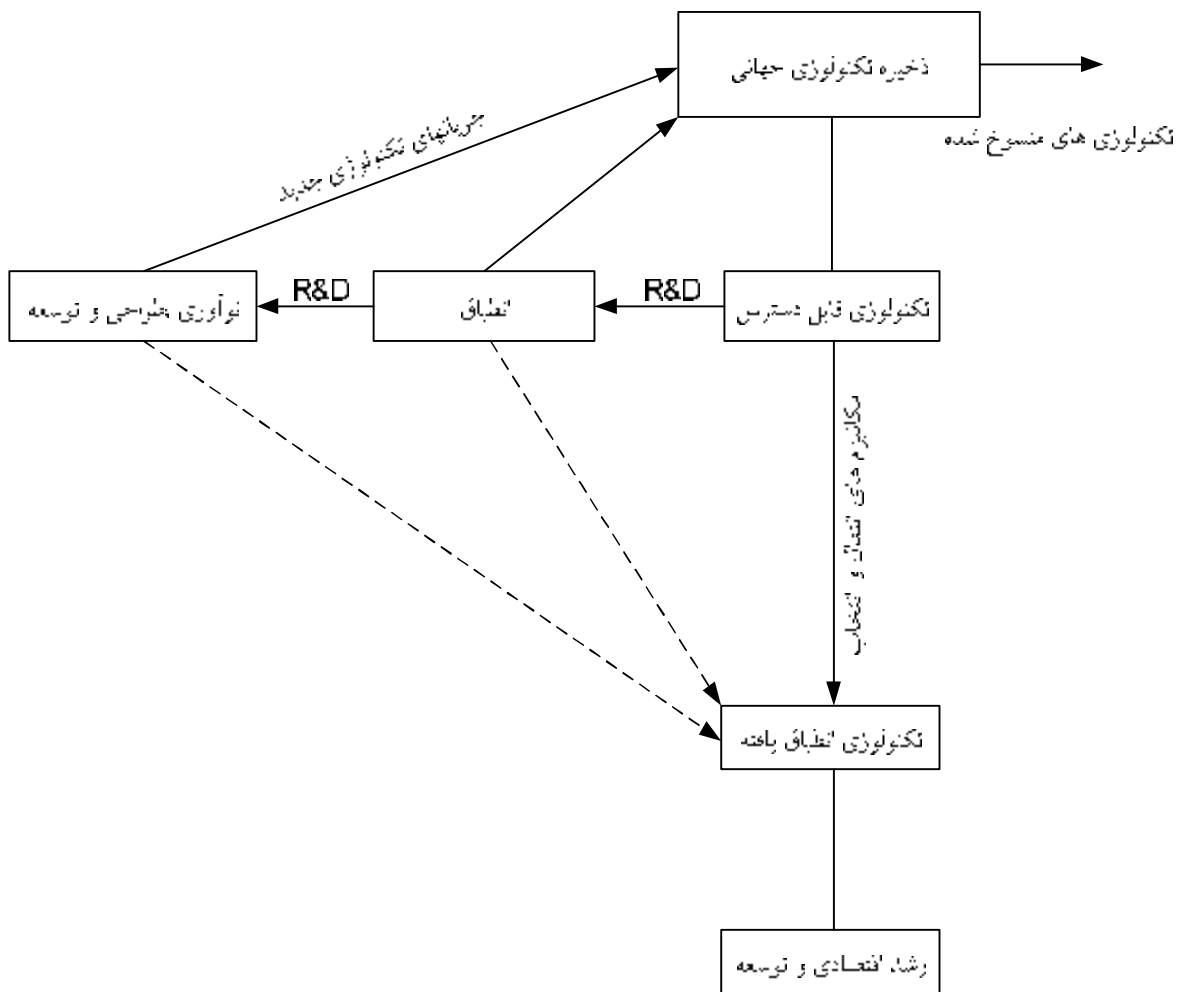 ذخیره تکنولوژی جهانی
تکنولوژی های منسوخ شده
جریانهای تکنولوژی جدید
تکنولوژی قابل دسترس
R&D
انطباق
R&D
نوآوری طراحی و توسعه
مکانیزم های انتقال و انتخاب
تکنولوژی انطباق یافته
رشد اقتصادی و توسعه